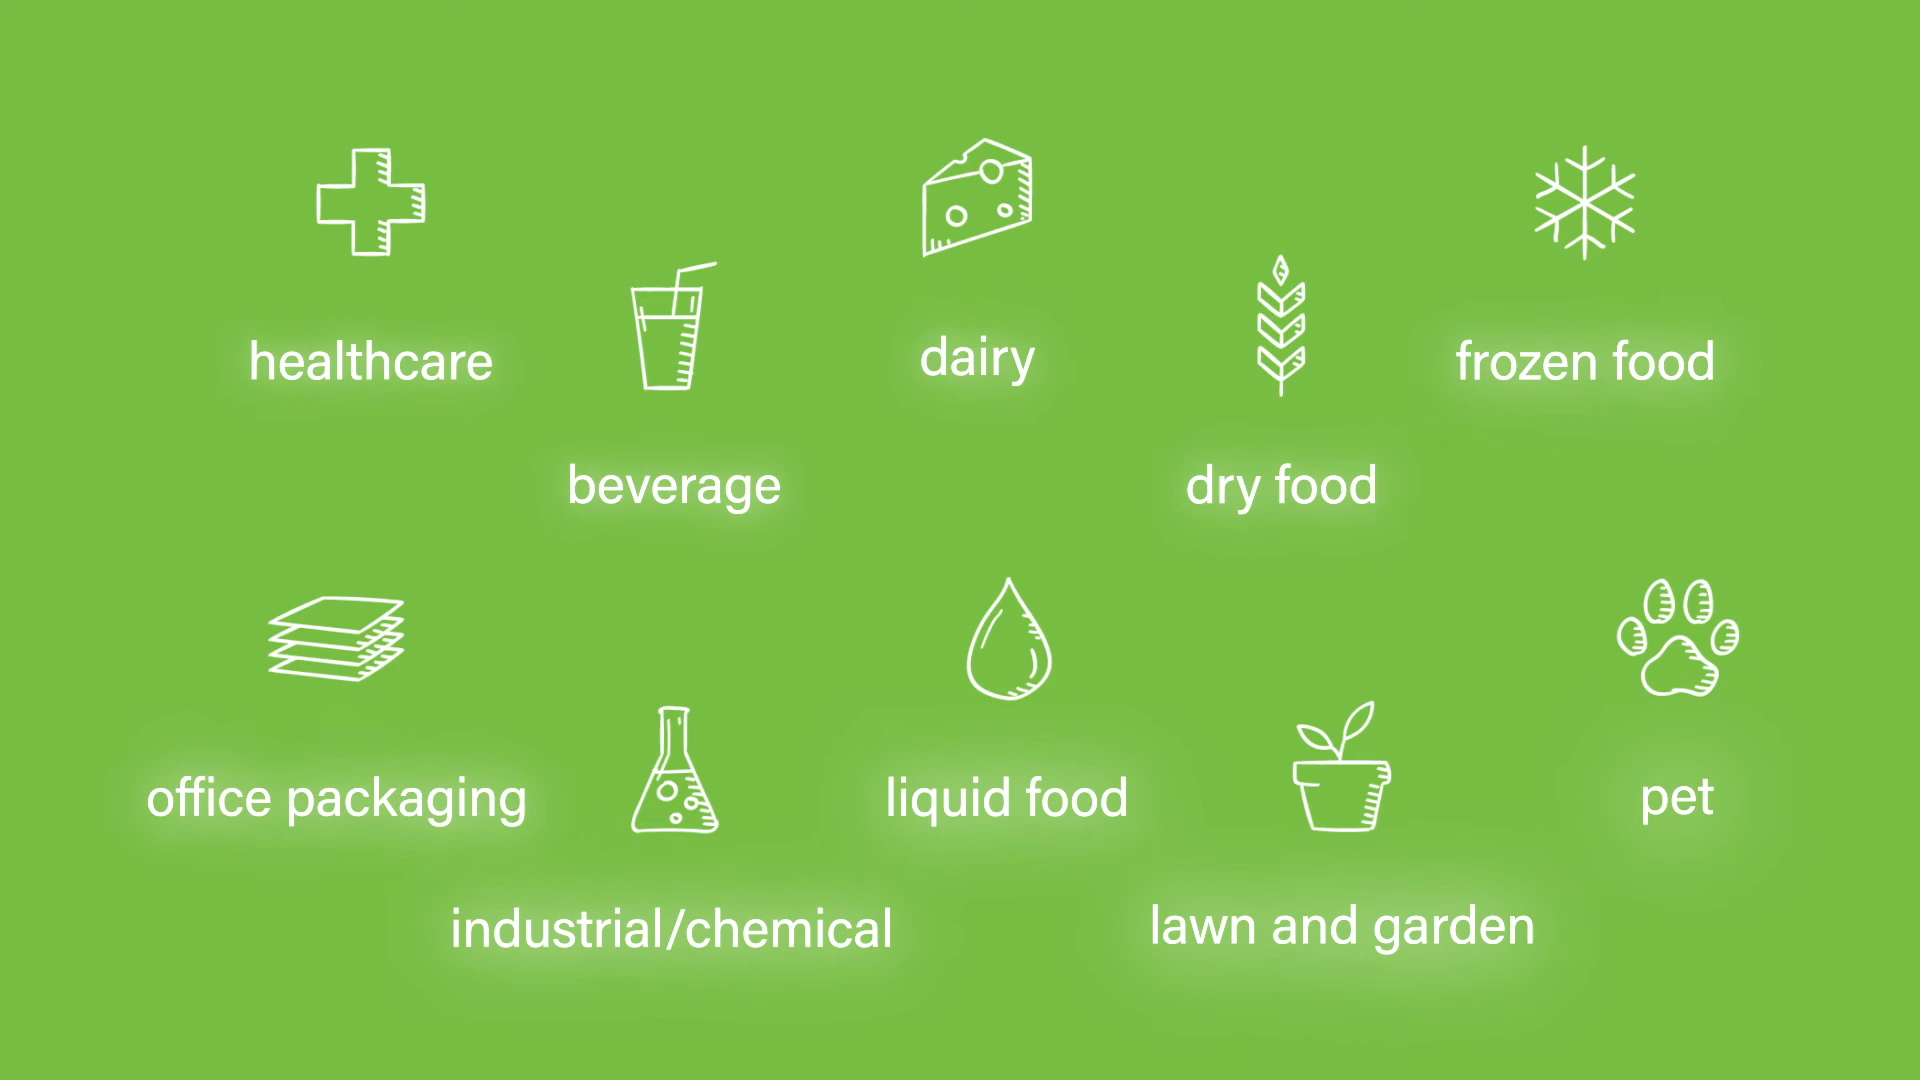 healthcare
beverage
dairy
dry food
frozen food
office packaging
industrial/chemical
liquid food
lawn and garden
pet